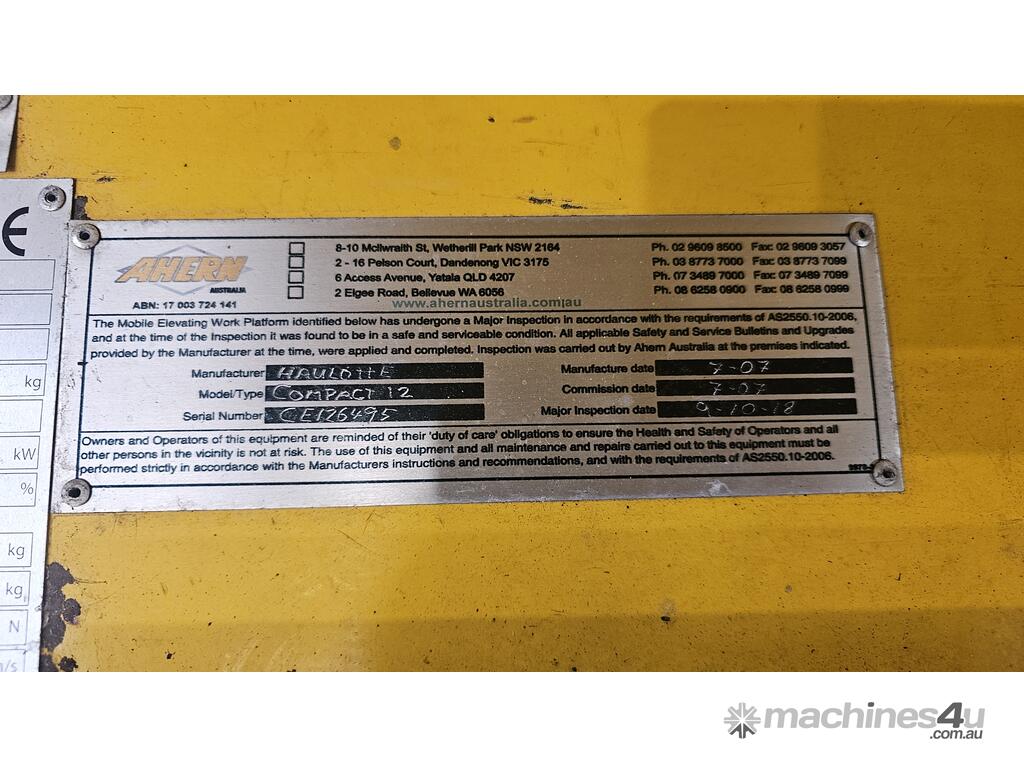 CE
kg
kW
%
kg
kg
N
/s
AHERN
AUSTRALIA
ABN: 17 003 724 141
8-10 McIlwraith St, Wetherill Park NSW 2164 Ph. 02 9609 8500 Fax: 02 9609 3057
2 - 16 Pelson Court, Dandenong VIC 3175 Ph: 03 8773 7000 Fax: 03 8773 7099
6 Access Avenue, Yatala QLD 4207 Ph. 07 3489 7000 Fax: 07 3489 7099
2 Elgee Road, Bellevue WA 6056 Ph. 08 6258 0900 Fax: 08 6258 0999
www.ahernaustralia.com.au
The Mobile Elevating Work Platform identified below has undergone a Major Inspection in accordance with the requirements of AS2550.10-2006,
and at the time of the Inspection it was found to be in a safe and serviceable condition. All applicable Safety and Service Bulletins and Upgrades
provided by the Manufacturer at the time, were applied and completed. Inspection was carried out by Ahern Australia at the premises indicated.
Manufacturer HAULOTTE Manufacture date 7-07
Model/Type COMPACT 12 Commission date 7-07
Serial Number CE126495 Major Inspection date 9-10-18
Owners and Operators of this equipment are reminded of their 'duty of care' obligations to ensure the Health and Safety of Operators and all
other persons in the vicinity is not at risk. The use of this equipment and all maintenance and repairs carried out to this equipment must be
performed strictly in accordance with the Manufacturers instructions and recommendations, and with the requirements of AS2550.10-2006.
machines4u
.com.au